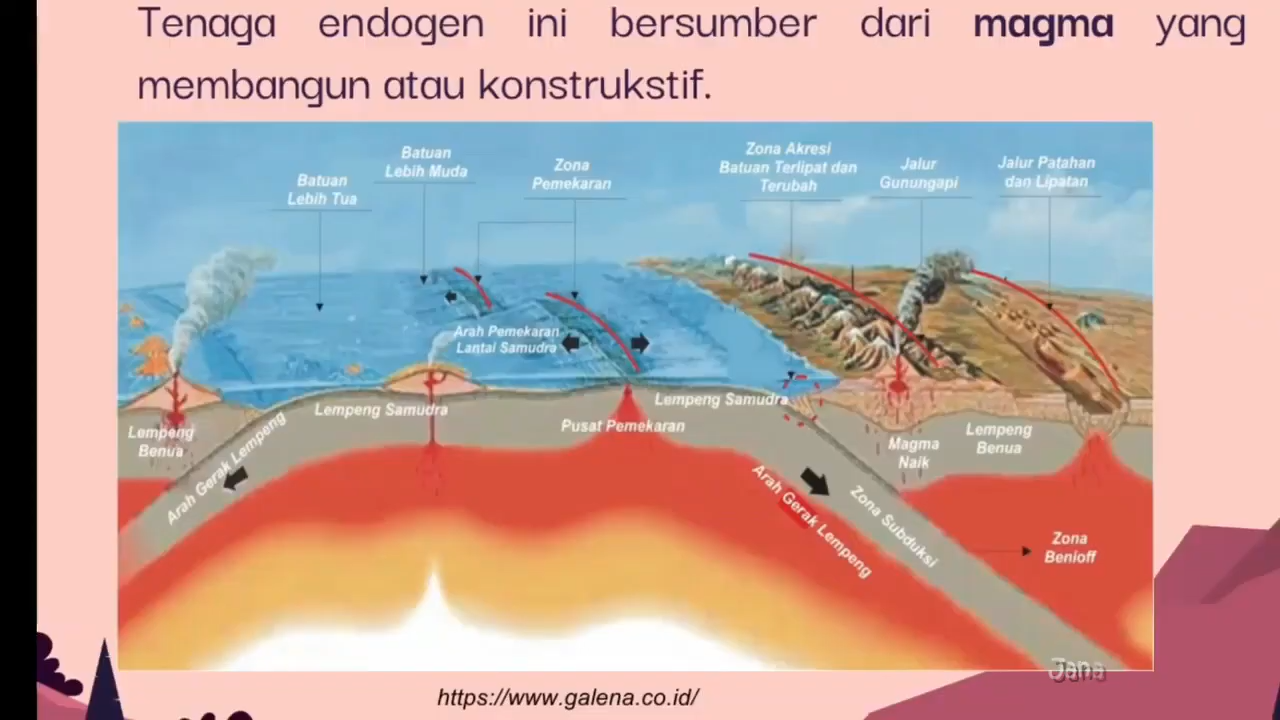 Tenaga endogen ini bersumber dari magma yang
membangun atau konstrukstif.
Batuan
Lebih Tua
Batuan
Lebih Muda
Zona
Pemekaran
Zona Akresi
Batuan Terlipat dan
Terubah
Jalur
Gunungapi
Jalur Patahan
dan Lipatan
Arah Pemekaran
Lantai Samudra
Lempeng
Benua
Arah Gerak Lempeng
Lempeng Samudra
Pusat Pemekaran
Lempeng Samudra
Arah Gerak Lempeng
Zona Subduksi
Magma
Naik
Lempeng
Benua
Zona
Benioff
Jana
https://www.galena.co.id/